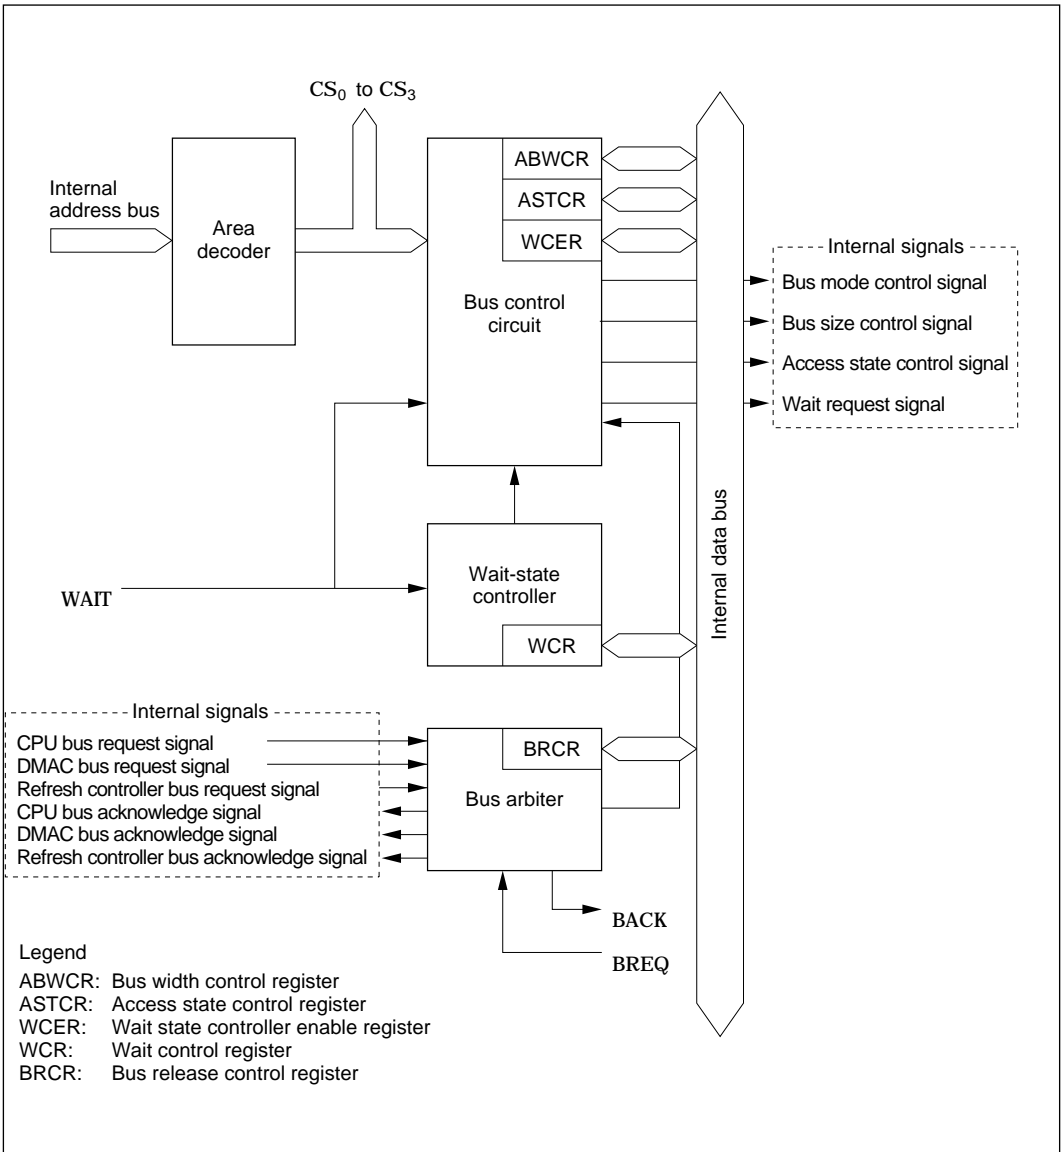 CS0 to CS3
Internal
address bus
Area
decoder
ABWCR
ASTCR
WCER
Bus control
circuit
Internal signals
Bus mode control signal
Bus size control signal
Access state control signal
Wait request signal
Internal data bus
WAIT
Wait-state
controller
WCR
Internal signals
CPU bus request signal
DMAC bus request signal
Refresh controller bus request signal
CPU bus acknowledge signal
DMAC bus acknowledge signal
Refresh controller bus acknowledge signal
BRCR
Bus arbiter
BACK
BREQ
Legend
ABWCR: Bus width control register
ASTCR: Access state control register
WCER: Wait state controller enable register
WCR: Wait control register
BRCR: Bus release control register